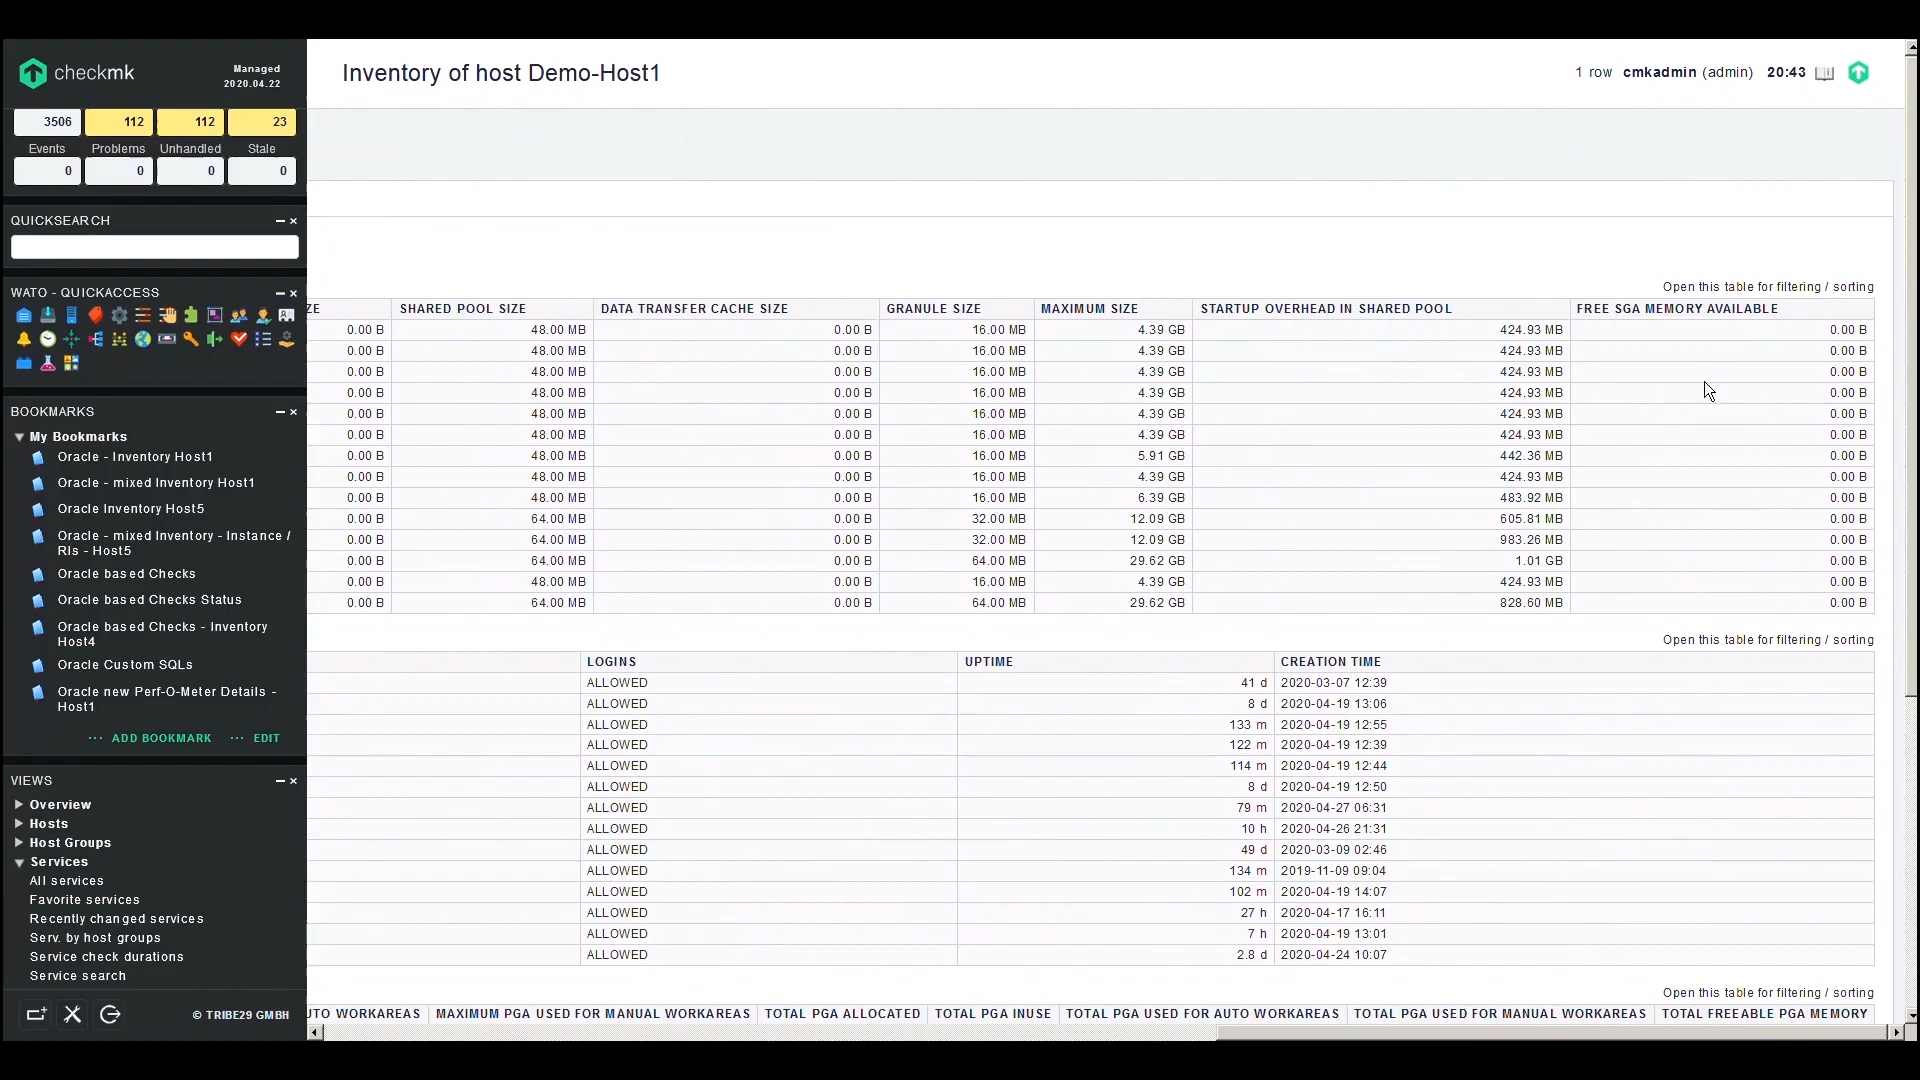 checkmk
Managed
2020.04.22
Inventory of host Demo-Host1
1 row cmkadmin (admin) 20:43
3506 112 112 23
Events Problems Unhandled Stale
0 0 0 0
QUICKSEARCH
WATO - QUICKACCESS
BOOKMARKS
My Bookmarks
Oracle - Inventory Host1
Oracle - mixed Inventory Host1
Oracle Inventory Host5
Oracle - mixed Inventory - Instance /
RIs - Host5
Oracle based Checks
Oracle based Checks Status
Oracle based Checks - Inventory
Host4
Oracle Custom SQLs
Oracle new Perf-O-Meter Details -
Host1
··· ADD BOOKMARK ··· EDIT
VIEWS
Overview
Hosts
Host Groups
Services
All services
Favorite services
Recently changed services
Serv. by host groups
Service check durations
Service search
© TRIBE29 GMBH
Open this table for filtering / sorting
ZE SHARED POOL SIZE DATA TRANSFER CACHE SIZE GRANULE SIZE MAXIMUM SIZE STARTUP OVERHEAD IN SHARED POOL FREE SGA MEMORY AVAILABLE
0.00 B 48.00 MB 0.00 B 16.00 MB 4.39 GB 424.93 MB 0.00 B
0.00 B 48.00 MB 0.00 B 16.00 MB 4.39 GB 424.93 MB 0.00 B
0.00 B 48.00 MB 0.00 B 16.00 MB 4.39 GB 424.93 MB 0.00 B
0.00 B 48.00 MB 0.00 B 16.00 MB 4.39 GB 424.93 MB 0.00 B
0.00 B 48.00 MB 0.00 B 16.00 MB 4.39 GB 424.93 MB 0.00 B
0.00 B 48.00 MB 0.00 B 16.00 MB 4.39 GB 424.93 MB 0.00 B
0.00 B 48.00 MB 0.00 B 16.00 MB 5.91 GB 442.36 MB 0.00 B
0.00 B 48.00 MB 0.00 B 16.00 MB 4.39 GB 424.93 MB 0.00 B
0.00 B 48.00 MB 0.00 B 16.00 MB 6.39 GB 483.92 MB 0.00 B
0.00 B 64.00 MB 0.00 B 32.00 MB 12.09 GB 605.81 MB 0.00 B
0.00 B 64.00 MB 0.00 B 32.00 MB 12.09 GB 983.26 MB 0.00 B
0.00 B 64.00 MB 0.00 B 64.00 MB 29.62 GB 1.01 GB 0.00 B
0.00 B 48.00 MB 0.00 B 16.00 MB 4.39 GB 424.93 MB 0.00 B
0.00 B 64.00 MB 0.00 B 64.00 MB 29.62 GB 828.60 MB 0.00 B
Open this table for filtering / sorting
LOGINS UPTIME CREATION TIME
ALLOWED 41 d 2020-03-07 12:39
ALLOWED 8 d 2020-04-19 13:06
ALLOWED 133 m 2020-04-19 12:55
ALLOWED 122 m 2020-04-19 12:39
ALLOWED 114 m 2020-04-19 12:44
ALLOWED 8 d 2020-04-19 12:50
ALLOWED 79 m 2020-04-27 06:31
ALLOWED 10 h 2020-04-26 21:31
ALLOWED 49 d 2020-03-09 02:46
ALLOWED 134 m 2019-11-09 09:04
ALLOWED 102 m 2020-04-19 14:07
ALLOWED 27 h 2020-04-17 16:11
ALLOWED 7 h 2020-04-19 13:01
ALLOWED 2.8 d 2020-04-24 10:07
Open this table for filtering / sorting
UTO WORKAREAS MAXIMUM PGA USED FOR MANUAL WORKAREAS TOTAL PGA ALLOCATED TOTAL PGA INUSE TOTAL PGA USED FOR AUTO WORKAREAS TOTAL PGA USED FOR MANUAL WORKAREAS TOTAL FREEABLE PGA MEMORY